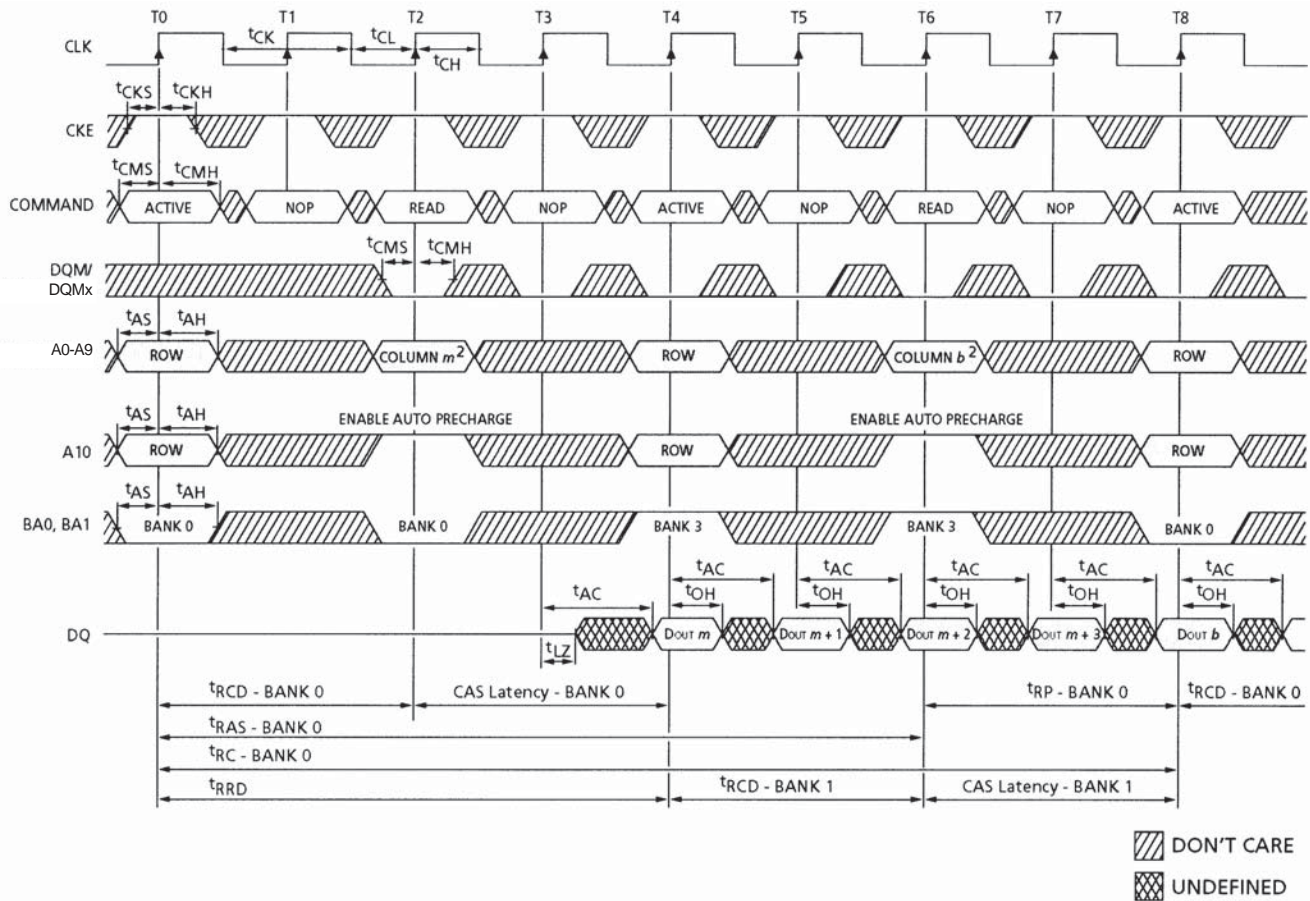 T0 T1 T2 T3 T4 T5 T6 T7 T8
CLK tCK tCL tCH
tCKS tCKH
CKE
tCMS tCMH
COMMAND ACTIVE NOP READ NOP ACTIVE NOP READ NOP ACTIVE
tCMS tCMH
DQM/
DQMx
tAS tAH
A0-A9 ROW COLUMN m² ROW COLUMN b² ROW
tAS tAH ENABLE AUTO PRECHARGE ENABLE AUTO PRECHARGE
A10 ROW ROW ROW
tAS tAH
BA0, BA1 BANK 0 BANK 0 BANK 3 BANK 3 BANK 0
tAC tAC tAC tAC tAC tAC
tOH tOH tOH tOH tOH
DQ DOUT m DOUT m + 1 DOUT m + 2 DOUT m + 3 DOUT b
tLZ
tRCD - BANK 0 CAS Latency - BANK 0 tRP - BANK 0 tRCD - BANK 0
tRAS - BANK 0
tRC - BANK 0
tRRD tRCD - BANK 1 CAS Latency - BANK 1
DON'T CARE
UNDEFINED